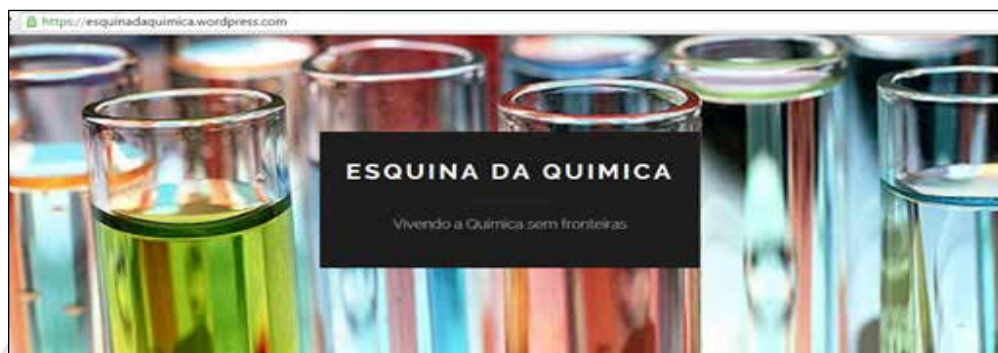 https://esquinadaquimica.wordpress.com
ESQUINA DA QUIMICA
Vivendo a Química sem fronteiras